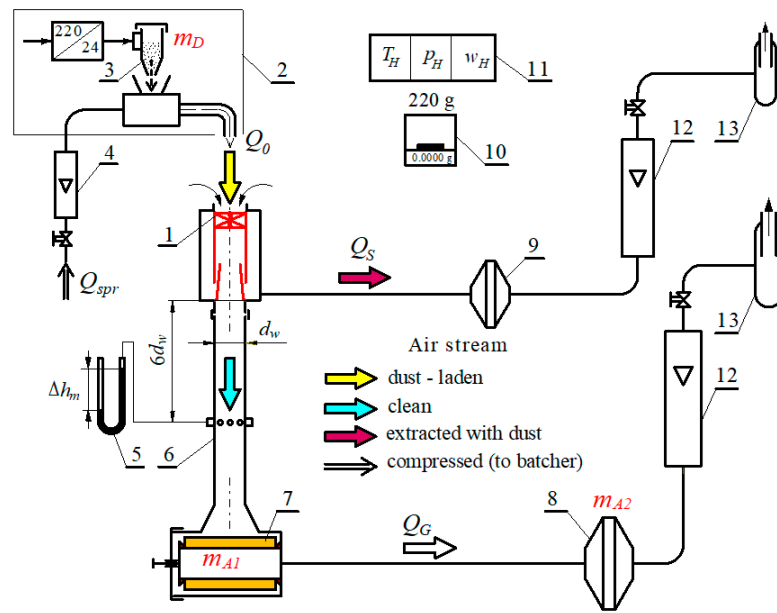 220
24
m_D
3
2
4
Q_0
Q_spr
1
T_H p_H w_H
11
220 g
0.0000 g
10
12
13
Q_S
9
6d_w
d_w
Δh_m
5
6
Air stream
dust - laden
clean
extracted with dust
compressed (to batcher)
12
13
7
m_A1
Q_G
8
m_A2